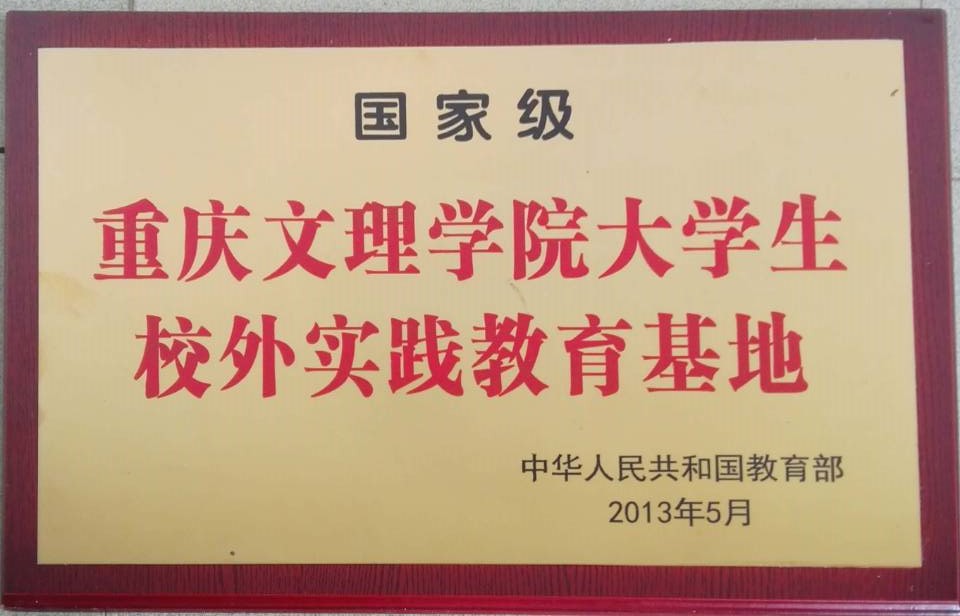 国家级
重庆文理学院大学生
校外实践教育基地
中华人民共和国教育部
2013年5月